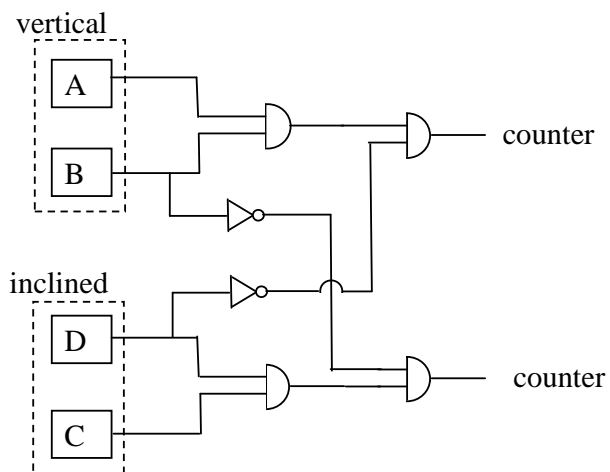 vertical
A
B
counter
inclined
D
C
counter